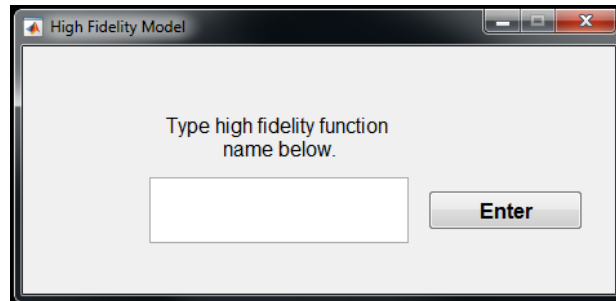 High Fidelity Model
Type high fidelity function
name below.
Enter